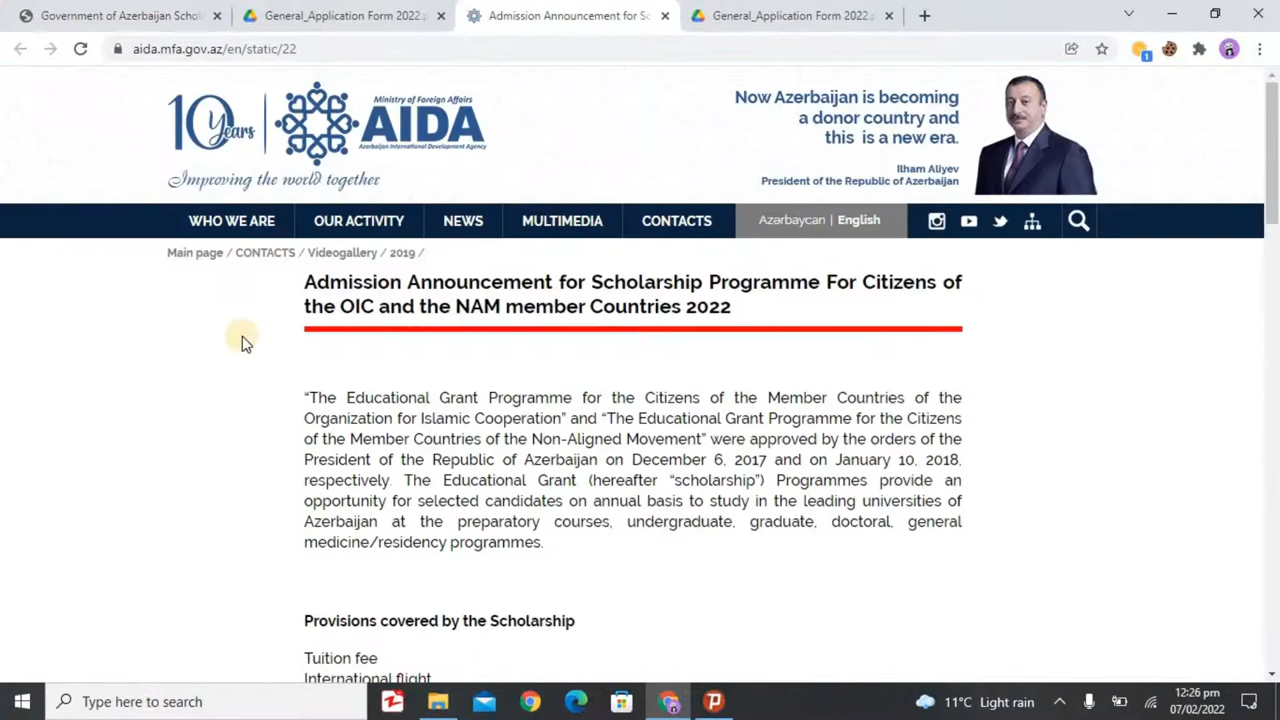 Government of Azerbaijan Schol
General_Application Form 2022
Admission Announcement for Sc
General_Application Form 2022
aida.mfa.gov.az/en/static/22
Now Azerbaijan is becoming
a donor country and
this is a new era.
Ilham Aliyev
President of the Republic of Azerbaijan
10 Years
Ministry of Foreign Affairs
AIDA
Azerbaijan International Development Agency
Improving the world together
WHO WE ARE
OUR ACTIVITY
NEWS
MULTIMEDIA
CONTACTS
Azərbaycan | English
Main page / CONTACTS / Videogallery / 2019 /
Admission Announcement for Scholarship Programme For Citizens of
the OIC and the NAM member Countries 2022
“The Educational Grant Programme for the Citizens of the Member Countries of the
Organization for Islamic Cooperation” and “The Educational Grant Programme for the Citizens
of the Member Countries of the Non-Aligned Movement” were approved by the orders of the
President of the Republic of Azerbaijan on December 6, 2017 and on January 10, 2018,
respectively. The Educational Grant (hereafter “scholarship”) Programmes provide an
opportunity for selected candidates on annual basis to study in the leading universities of
Azerbaijan at the preparatory courses, undergraduate, graduate, doctoral, general
medicine/residency programmes.
Provisions covered by the Scholarship
Tuition fee
International flight
Type here to search
11°C Light rain
12:26 pm
07/02/2022